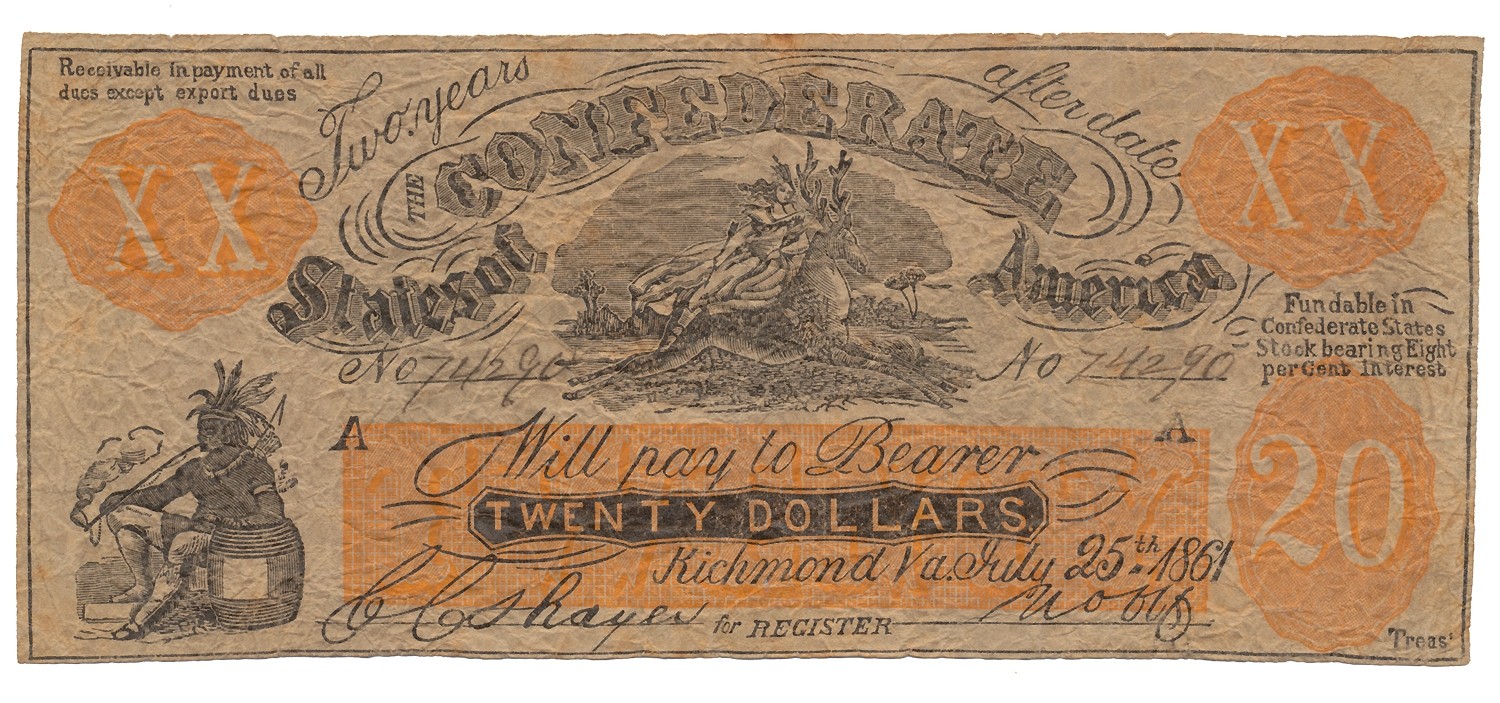 Receivable in payment of all
dues except export dues
Two years after date
XX XX
THE CONFEDERATE
States of America
Fundable in
Confederate States
Stock bearing Eight
per Cent Interest
No 74290 No 74290
A A
Will pay to Bearer
TWENTY DOLLARS
20
Richmond Va. July 25th 1861
for REGISTER
Treasr